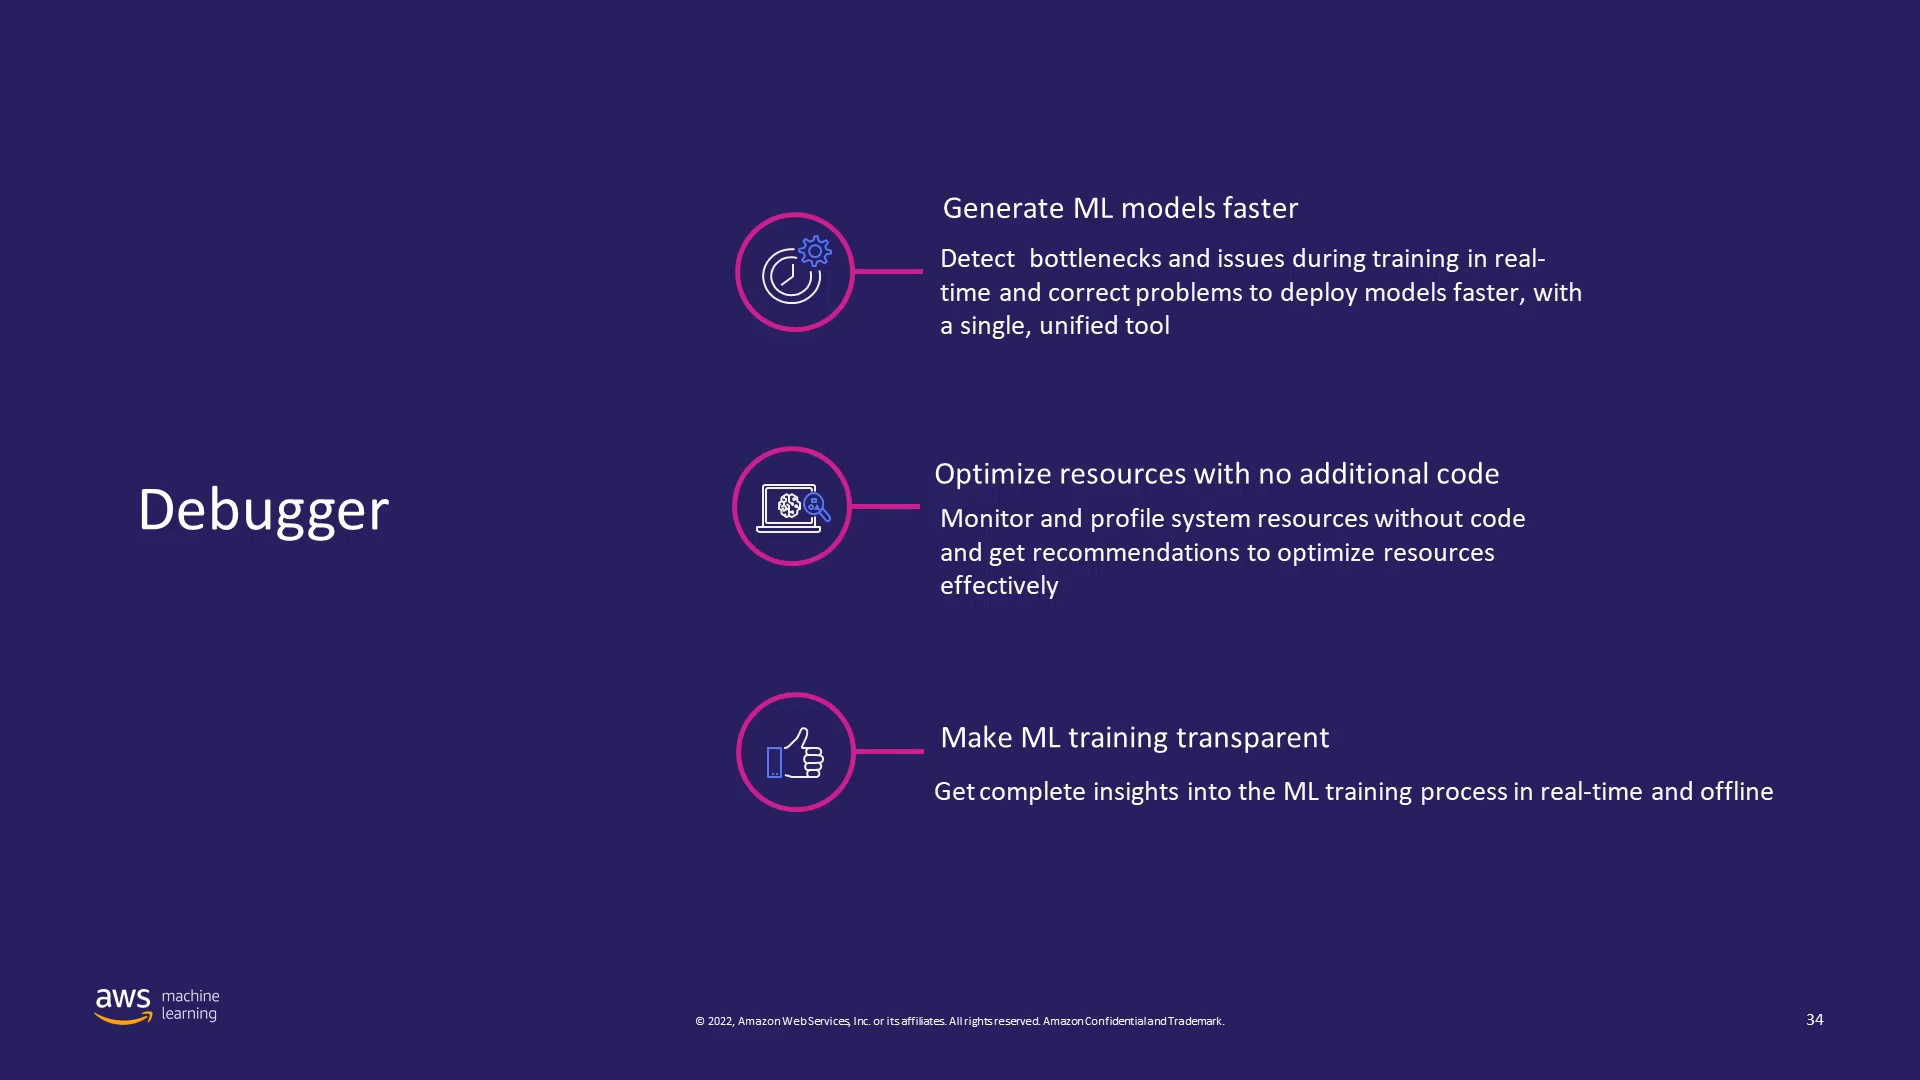 Debugger
Generate ML models faster
Detect bottlenecks and issues during training in real-
time and correct problems to deploy models faster, with
a single, unified tool
Optimize resources with no additional code
Monitor and profile system resources without code
and get recommendations to optimize resources
effectively
Make ML training transparent
Get complete insights into the ML training process in real-time and offline
aws machine
learning
© 2022, Amazon Web Services, Inc. or its affiliates. All rights reserved. Amazon Confidential and Trademark.
34